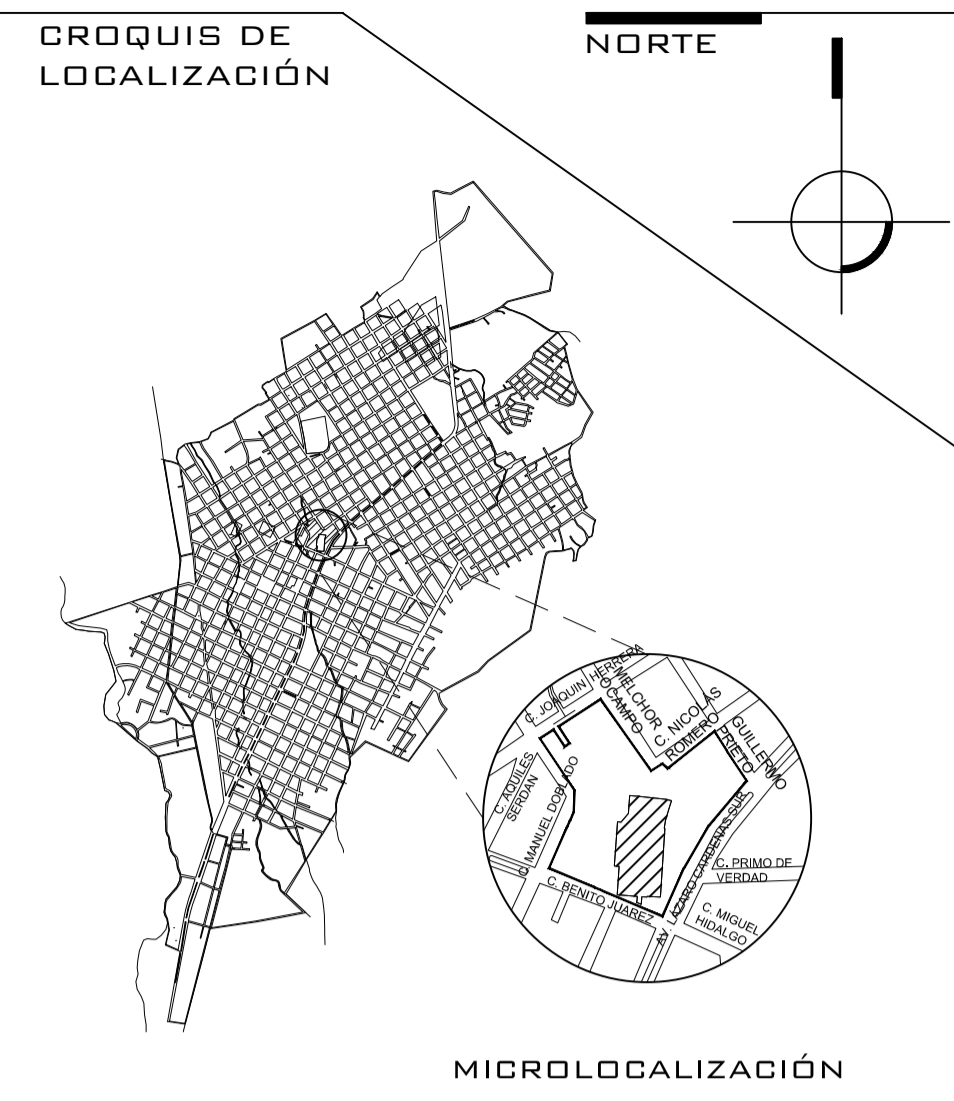 CROQUIS DE
LOCALIZACIÓN
NORTE
C. JOAQUIN HERRERA
MELCHOR
OCAMPO
C. NICOLAS
ROMERO
GUILLERMO
PRIETO
C. AQUILES
SERDAN
C. MANUEL DOBLADO
AV. LAZARO CARDENAS SUR
C. PRIMO DE
VERDAD
C. BENITO JUAREZ
C. MIGUEL
HIDALGO
MICROLOCALIZACIÓN